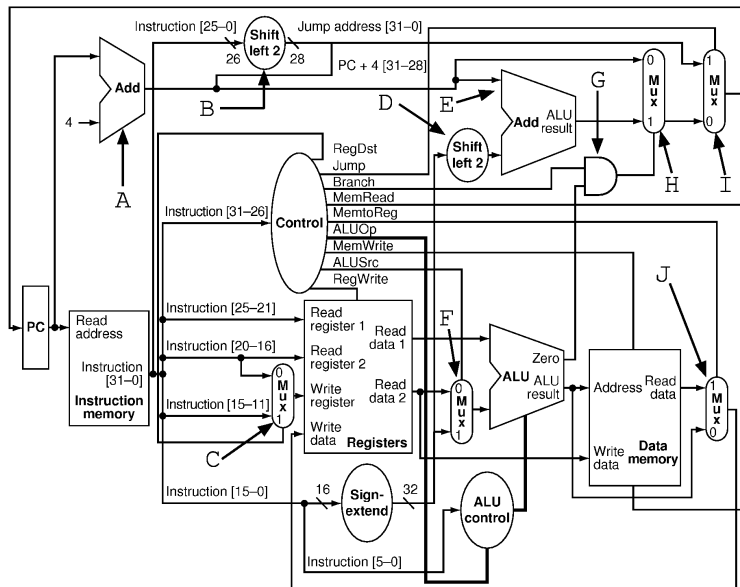 Instruction [25–0]
Shift left 2
Jump address [31–0]
26
28
PC + 4 [31–28]
Add
4
A
B
D
E
Add
ALU result
G
0
Mux
1
H
1
Mux
0
I
Shift left 2
RegDst
Jump
Branch
MemRead
MemtoReg
ALUOp
MemWrite
ALUSrc
RegWrite
Control
Instruction [31–26]
PC
Read address
Instruction [31–0]
Instruction memory
Instruction [25–21]
Instruction [20–16]
Instruction [15–11]
Instruction [15–0]
0
Mux
1
C
Read register 1
Read register 2
Write register
Write data
Read data 1
Read data 2
Registers
F
0
Mux
1
Zero
ALU
ALU result
Address
Read data
Write data
Data memory
J
1
Mux
0
16
Sign-extend
32
ALU control
Instruction [5–0]